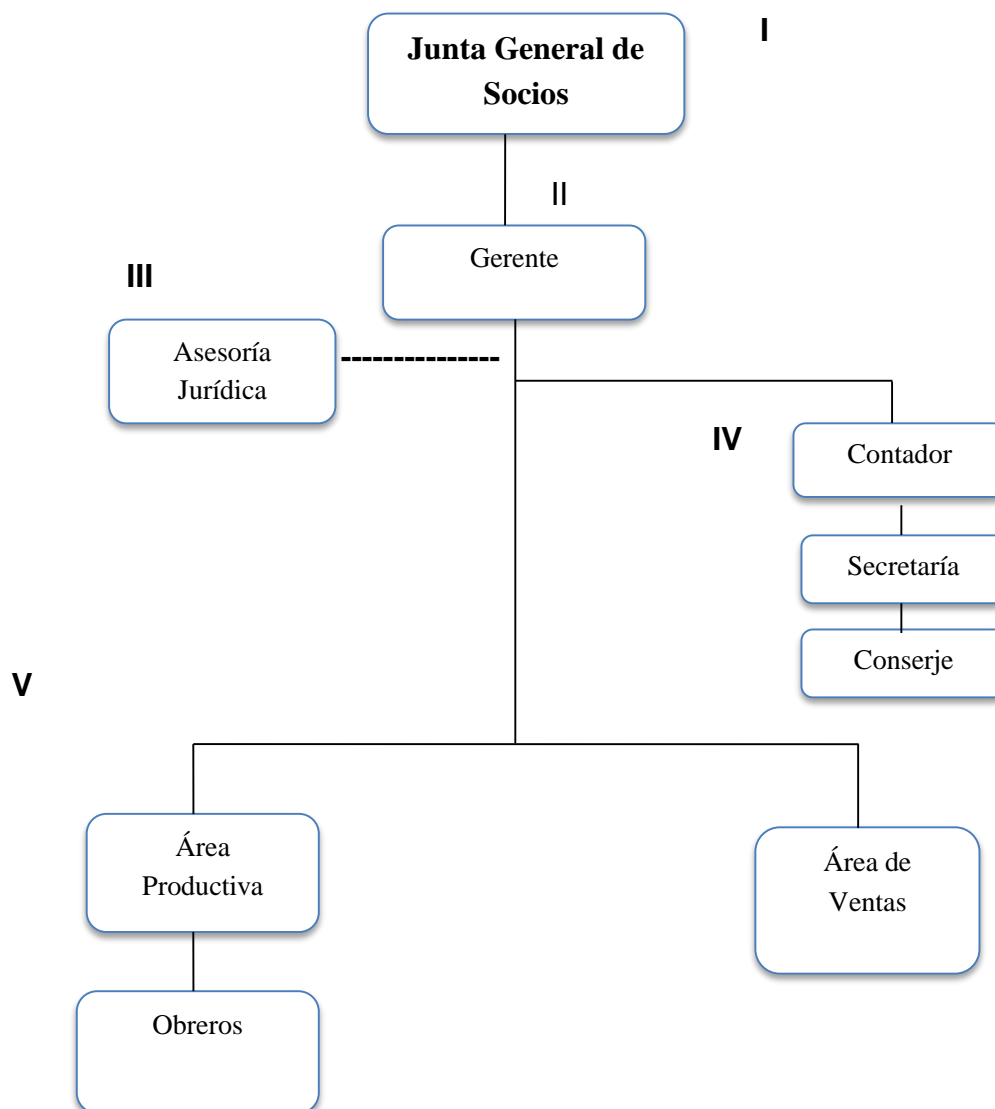 I
Junta General de
Socios
II
Gerente
III
Asesoría
Jurídica
IV
Contador
Secretaría
Conserje
V
Área
Productiva
Área de
Ventas
Obreros